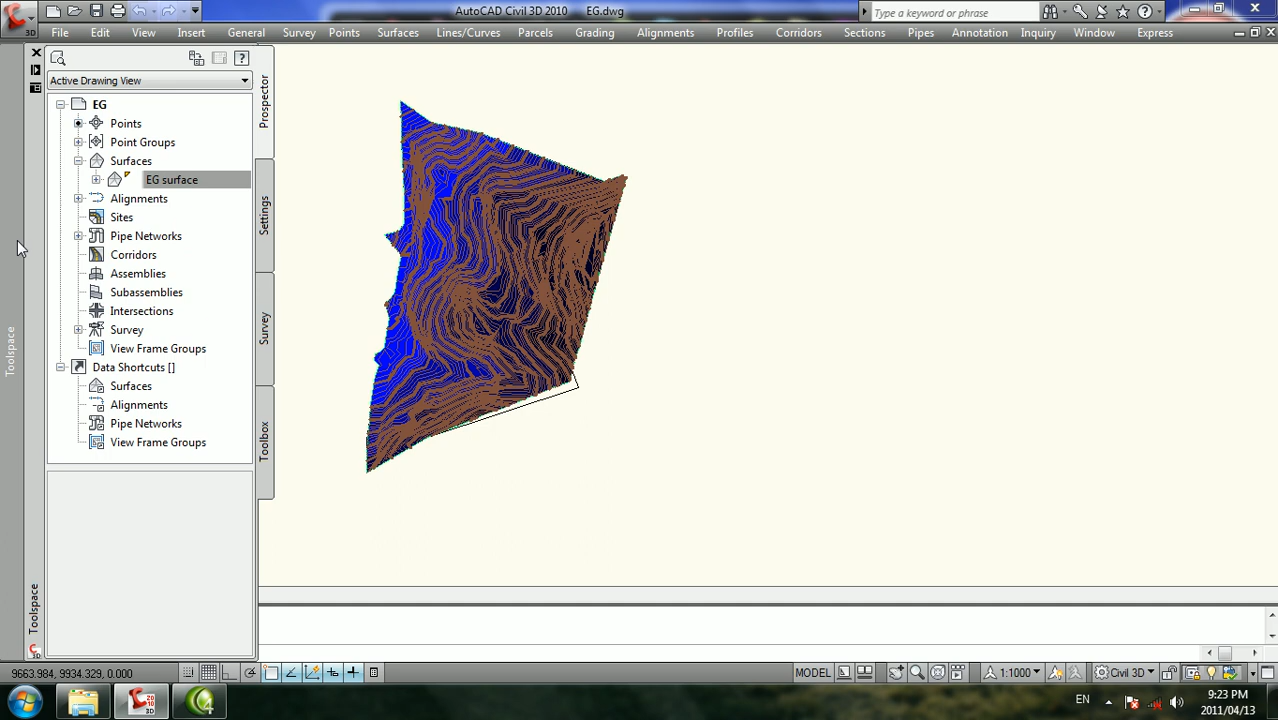 AutoCAD Civil 3D 2010 EG.dwg
Type a keyword or phrase
3D
File Edit View Insert General Survey Points Surfaces Lines/Curves Parcels Grading Alignments Profiles Corridors Sections Pipes Annotation Inquiry Window Express
Active Drawing View
EG
Points
Point Groups
Surfaces
EG surface
Alignments
Sites
Pipe Networks
Corridors
Assemblies
Subassemblies
Intersections
Survey
View Frame Groups
Data Shortcuts []
Surfaces
Alignments
Pipe Networks
View Frame Groups
Prospector
Settings
Survey
Toolbox
Toolspace
Toolspace
9663.984, 9934.329, 0.000
MODEL
1:1000
Civil 3D
EN
9:23 PM
2011/04/13